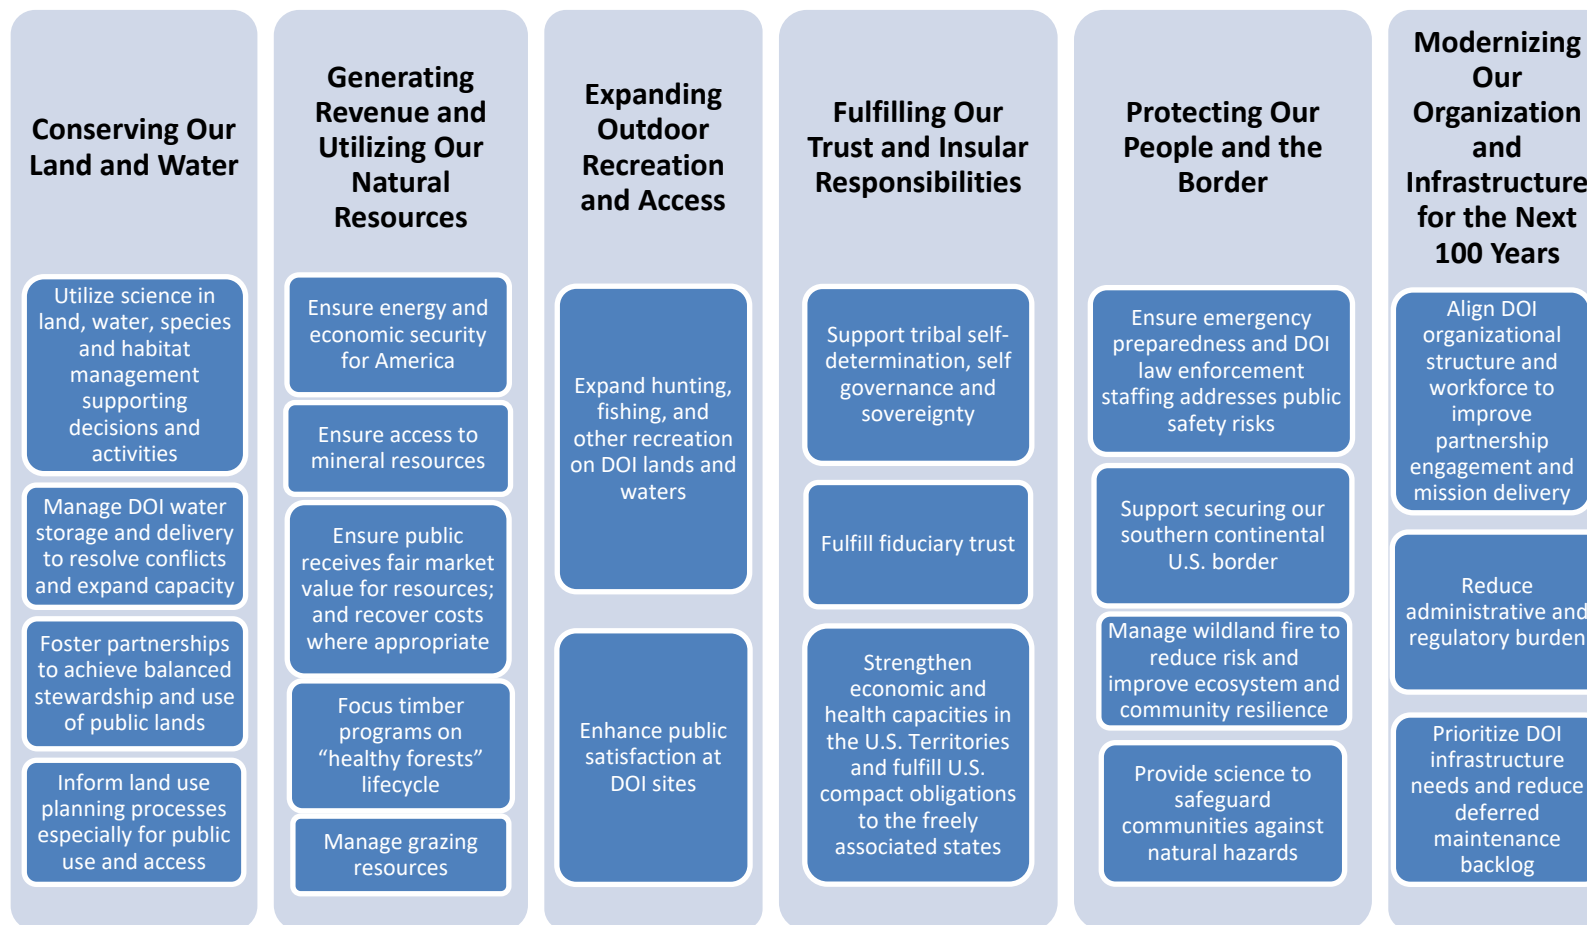 Conserving Our
Land and Water
Utilize science in
land, water, species
and habitat
management
supporting
decisions and
activities
Manage DOI water
storage and delivery
to resolve conflicts
and expand capacity
Foster partnerships
to achieve balanced
stewardship and use
of public lands
Inform land use
planning processes
especially for public
use and access
Generating
Revenue and
Utilizing Our
Natural
Resources
Ensure energy and
economic security
for America
Ensure access to
mineral resources
Ensure public
receives fair market
value for resources;
and recover costs
where appropriate
Focus timber
programs on
“healthy forests”
lifecycle
Manage grazing
resources
Expanding
Outdoor
Recreation
and Access
Expand hunting,
fishing, and
other recreation
on DOI lands and
waters
Enhance public
satisfaction at
DOI sites
Fulfilling Our
Trust and Insular
Responsibilities
Support tribal self-
determination, self
governance and
sovereignty
Fulfill fiduciary trust
Strengthen
economic and
health capacities in
the U.S. Territories
and fulfill U.S.
compact obligations
to the freely
associated states
Protecting Our
People and the
Border
Ensure emergency
preparedness and DOI
law enforcement
staffing addresses public
safety risks
Support securing our
southern continental
U.S. border
Manage wildland fire to
reduce risk and
improve ecosystem and
community resilience
Provide science to
safeguard
communities against
natural hazards
Modernizing
Our
Organization
and
Infrastructure
for the Next
100 Years
Align DOI
organizational
structure and
workforce to
improve
partnership
engagement and
mission delivery
Reduce
administrative and
regulatory burden
Prioritize DOI
infrastructure
needs and reduce
deferred
maintenance
backlog